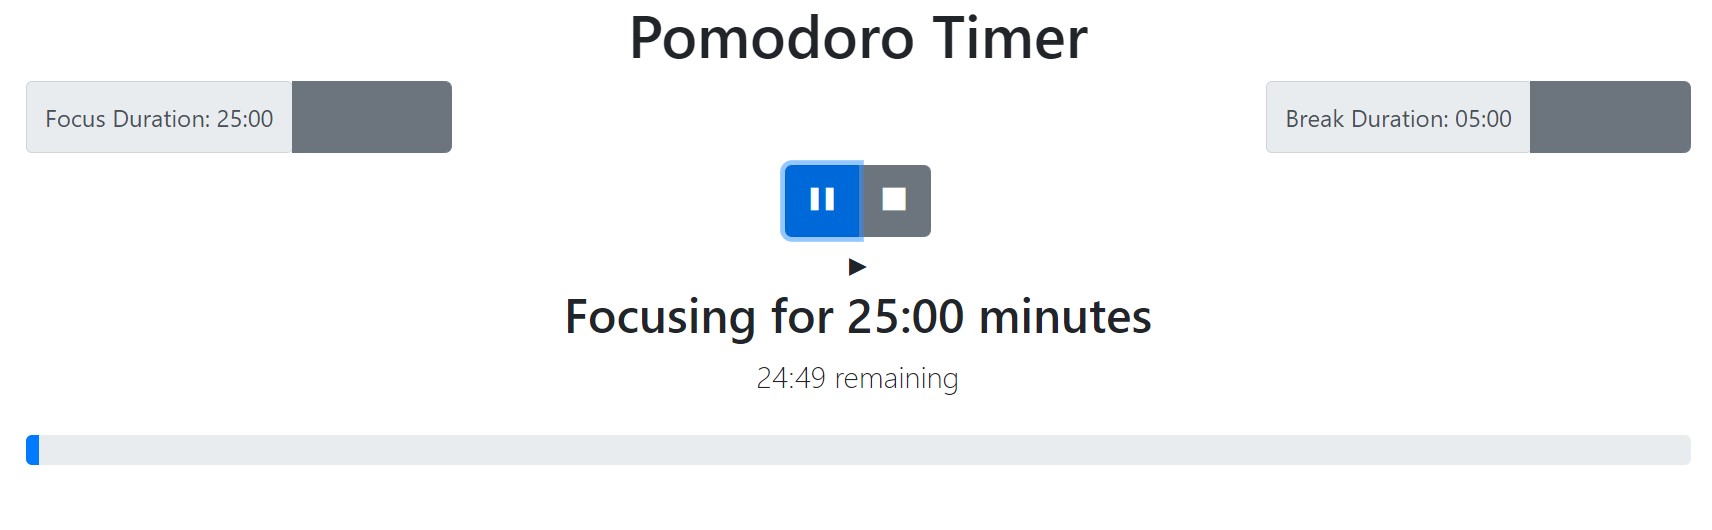 Pomodoro Timer
Focus Duration: 25:00
Break Duration: 05:00
Focusing for 25:00 minutes
24:49 remaining